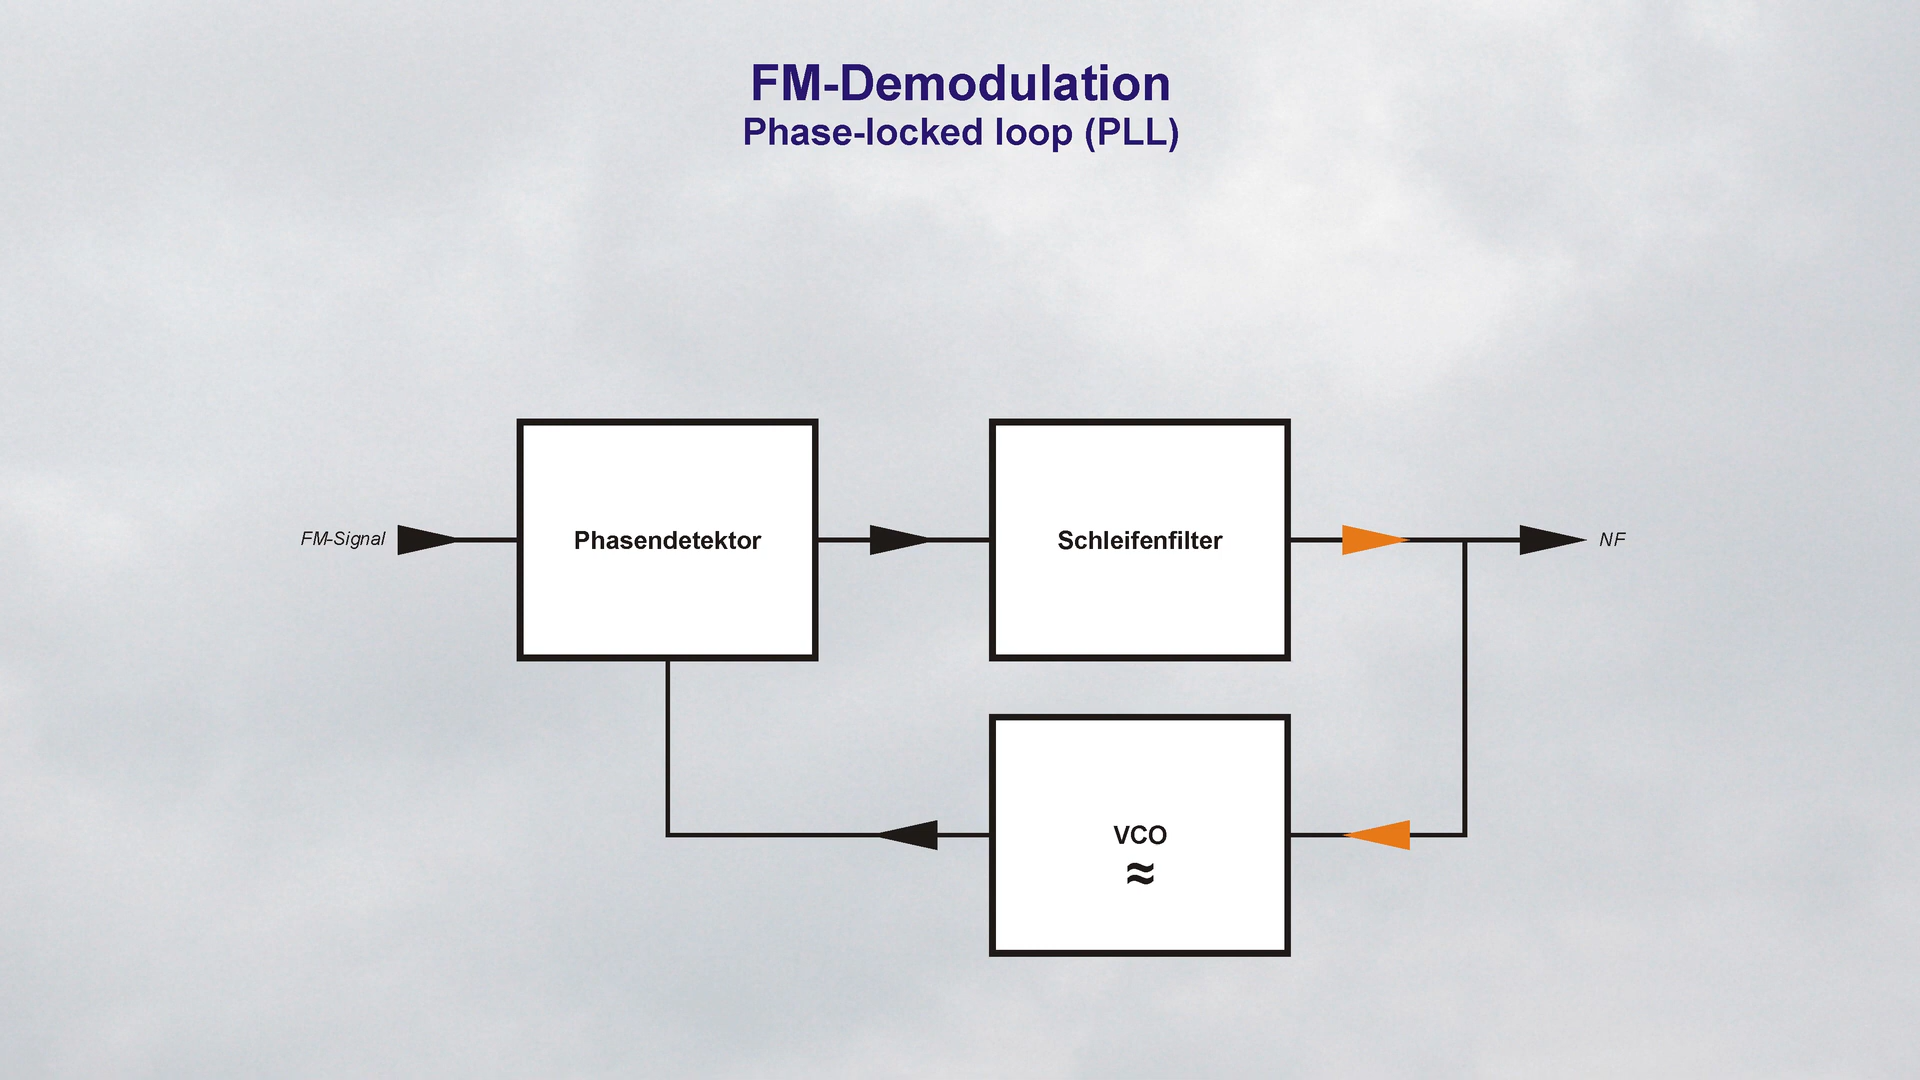 FM-Demodulation
Phase-locked loop (PLL)
FM-Signal
Phasendetektor
Schleifenfilter
NF
VCO
≈